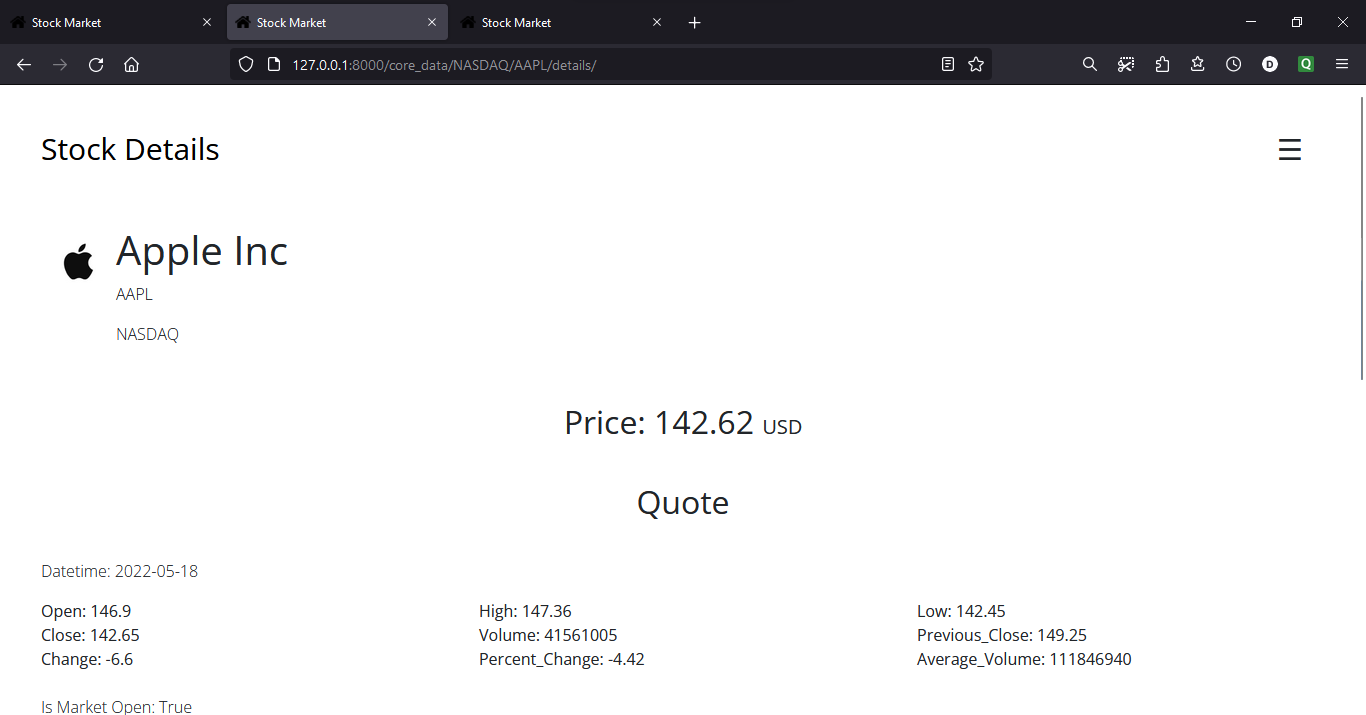 Stock Market
Stock Market
Stock Market
127.0.0.1:8000/core_data/NASDAQ/AAPL/details/
D
Q
Stock Details
Apple Inc
AAPL
NASDAQ
Price: 142.62 USD
Quote
Datetime: 2022-05-18
Open: 146.9
High: 147.36
Low: 142.45
Close: 142.65
Volume: 41561005
Previous_Close: 149.25
Change: -6.6
Percent_Change: -4.42
Average_Volume: 111846940
Is Market Open: True